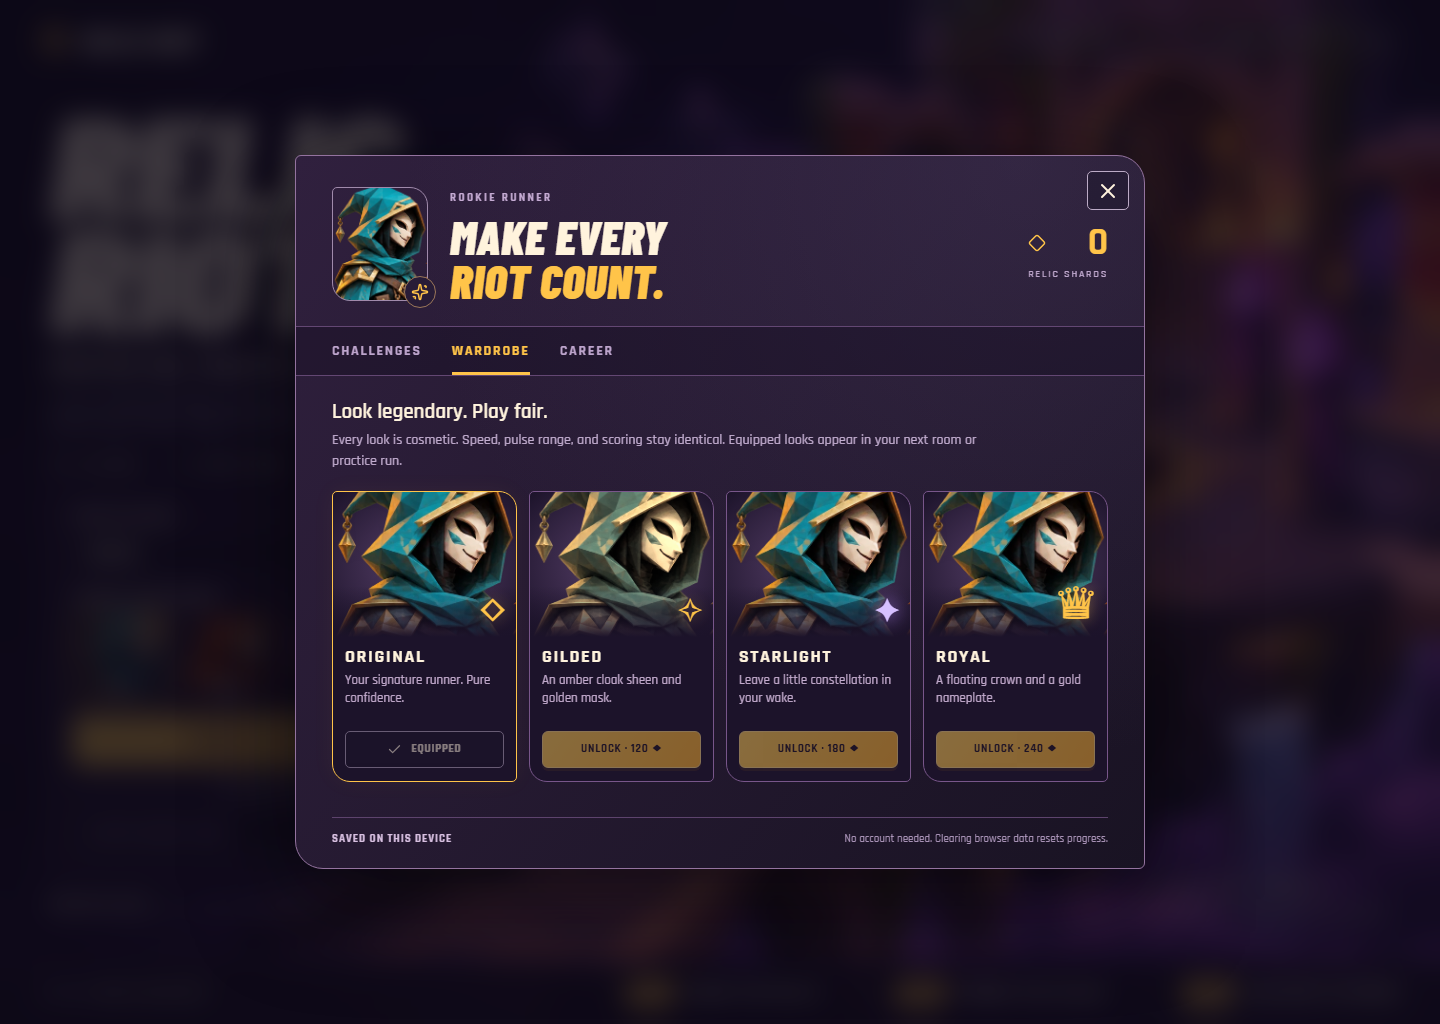 ROOKIE RUNNER
MAKE EVERY
RIOT COUNT.
0
RELIC SHARDS
CHALLENGES WARDROBE CAREER
Look legendary. Play fair.
Every look is cosmetic. Speed, pulse range, and scoring stay identical. Equipped looks appear in your next room or
practice run.
ORIGINAL
Your signature runner. Pure
confidence.
EQUIPPED
GILDED
An amber cloak sheen and
golden mask.
UNLOCK · 120 ◆
STARLIGHT
Leave a little constellation in
your wake.
UNLOCK · 180 ◆
ROYAL
A floating crown and a gold
nameplate.
UNLOCK · 240 ◆
SAVED ON THIS DEVICE
No account needed. Clearing browser data resets progress.